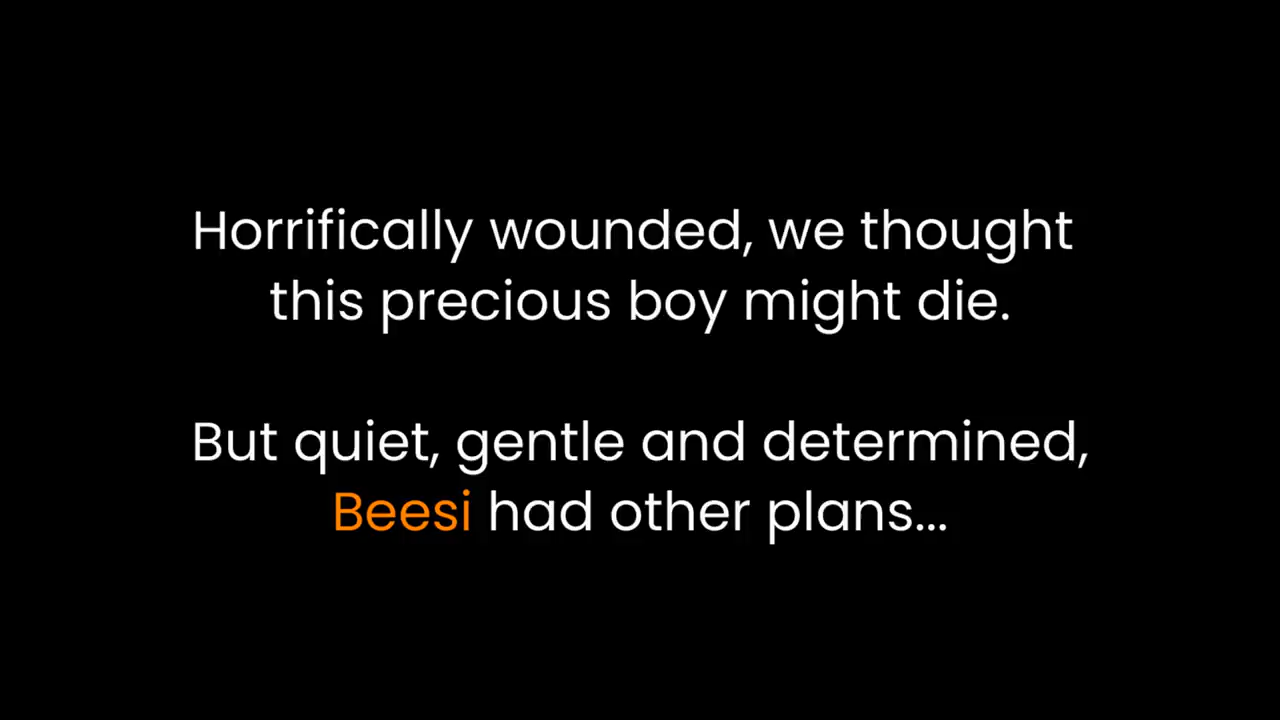 Horrifically wounded, we thought
this precious boy might die.
But quiet, gentle and determined,
Beesi had other plans...